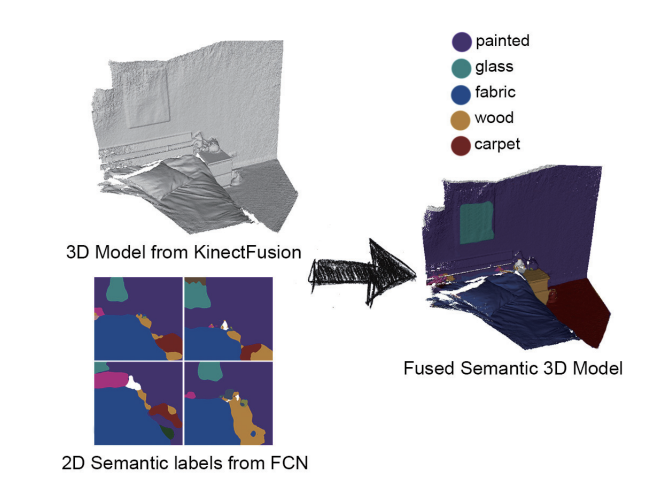 painted
glass
fabric
wood
carpet
3D Model from KinectFusion
Fused Semantic 3D Model
2D Semantic labels from FCN